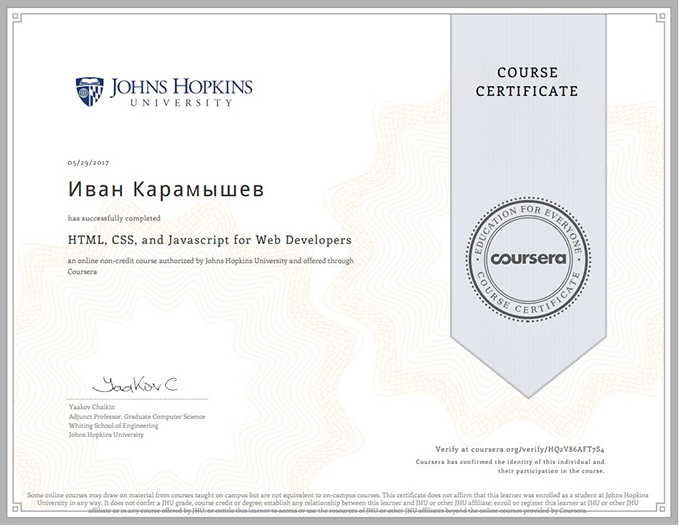 JOHNS HOPKINS
UNIVERSITY
COURSE
CERTIFICATE
05/29/2017
Иван Карамышев
has successfully completed
HTML, CSS, and Javascript for Web Developers
an online non-credit course authorized by Johns Hopkins University and offered through
Coursera
EDUCATION FOR EVERYONE
coursera
COURSE CERTIFICATE
Yaakov C
Yaakov Chaikin
Adjunct Professor, Graduate Computer Science
Whiting School of Engineering
Johns Hopkins University
Verify at coursera.org/verify/HQ2V86AFT7S4
Coursera has confirmed the identity of this individual and
their participation in the course.
Some online courses may draw on material from courses taught on campus but are not equivalent to on-campus courses. This certificate does not affirm that this learner was enrolled as a student at Johns Hopkins
University in any way. It does not confer a JHU grade, course credit or degree; establish any relationship between this learner and JHU or other JHU affiliate; enroll or register this learner at JHU or other JHU
affiliate or in any course offered by JHU; or entitle this learner to access or use the resources of JHU or other JHU affiliates beyond the online courses provided by Coursera.